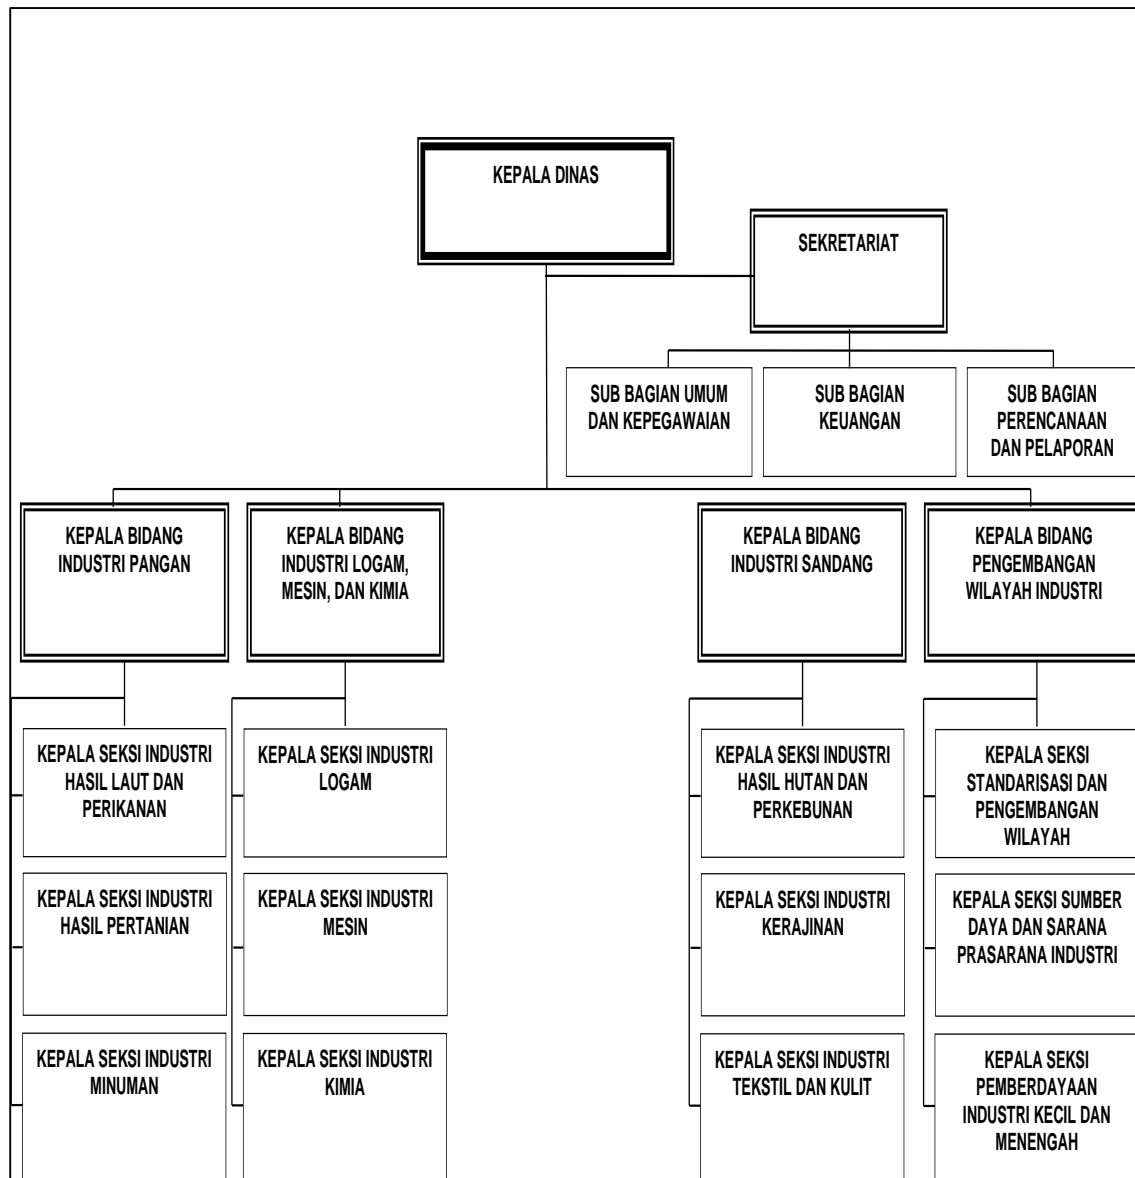 KEPALA DINAS
SEKRETARIAT
SUB BAGIAN UMUM
DAN KEPEGAWAIAN
SUB BAGIAN
KEUANGAN
SUB BAGIAN
PERENCANAAN
DAN PELAPORAN
KEPALA BIDANG
INDUSTRI PANGAN
KEPALA BIDANG
INDUSTRI LOGAM,
MESIN, DAN KIMIA
KEPALA BIDANG
INDUSTRI SANDANG
KEPALA BIDANG
PENGEMBANGAN
WILAYAH INDUSTRI
KEPALA SEKSI INDUSTRI
HASIL LAUT DAN
PERIKANAN
KEPALA SEKSI INDUSTRI
LOGAM
KEPALA SEKSI INDUSTRI
HASIL HUTAN DAN
PERKEBUNAN
KEPALA SEKSI
STANDARISASI DAN
PENGEMBANGAN
WILAYAH
KEPALA SEKSI INDUSTRI
HASIL PERTANIAN
KEPALA SEKSI INDUSTRI
MESIN
KEPALA SEKSI INDUSTRI
KERAJINAN
KEPALA SEKSI SUMBER
DAYA DAN SARANA
PRASARANA INDUSTRI
KEPALA SEKSI INDUSTRI
MINUMAN
KEPALA SEKSI INDUSTRI
KIMIA
KEPALA SEKSI INDUSTRI
TEKSTIL DAN KULIT
KEPALA SEKSI
PEMBERDAYAAN
INDUSTRI KECIL DAN
MENENGAH